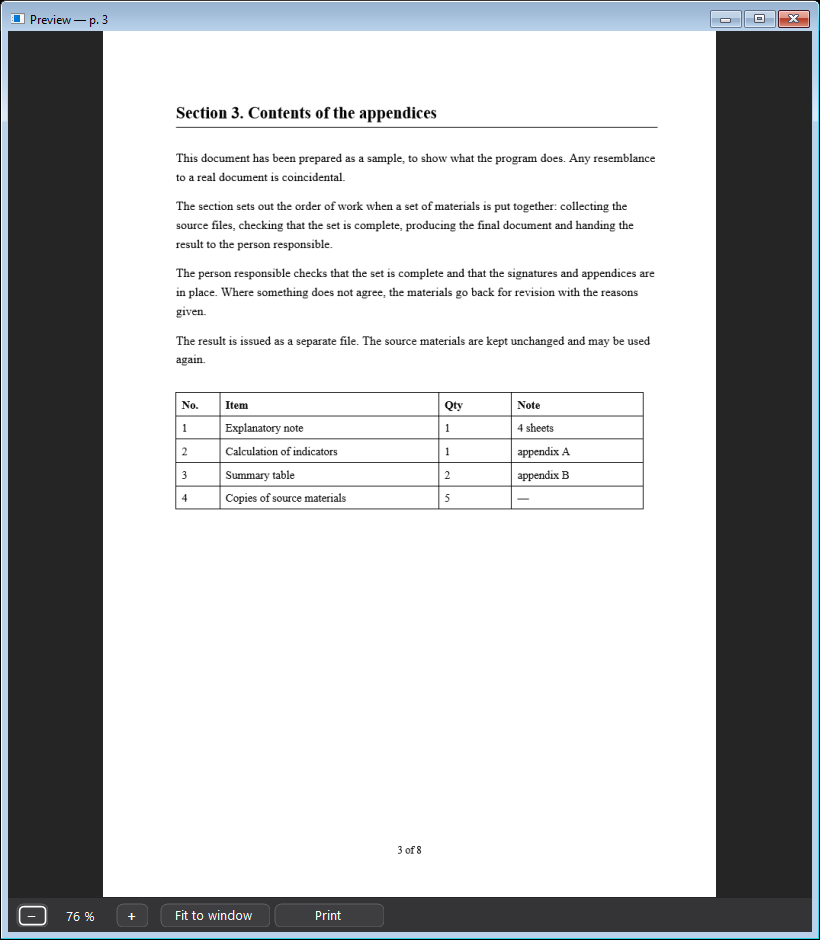 Preview — p. 3
Section 3. Contents of the appendices
This document has been prepared as a sample, to show what the program does. Any resemblance
to a real document is coincidental.
The section sets out the order of work when a set of materials is put together: collecting the
source files, checking that the set is complete, producing the final document and handing the
result to the person responsible.
The person responsible checks that the set is complete and that the signatures and appendices are
in place. Where something does not agree, the materials go back for revision with the reasons
given.
The result is issued as a separate file. The source materials are kept unchanged and may be used
again.
No. Item Qty Note
1 Explanatory note 1 4 sheets
2 Calculation of indicators 1 appendix A
3 Summary table 2 appendix B
4 Copies of source materials 5 —
3 of 8
− 76 % + Fit to window Print